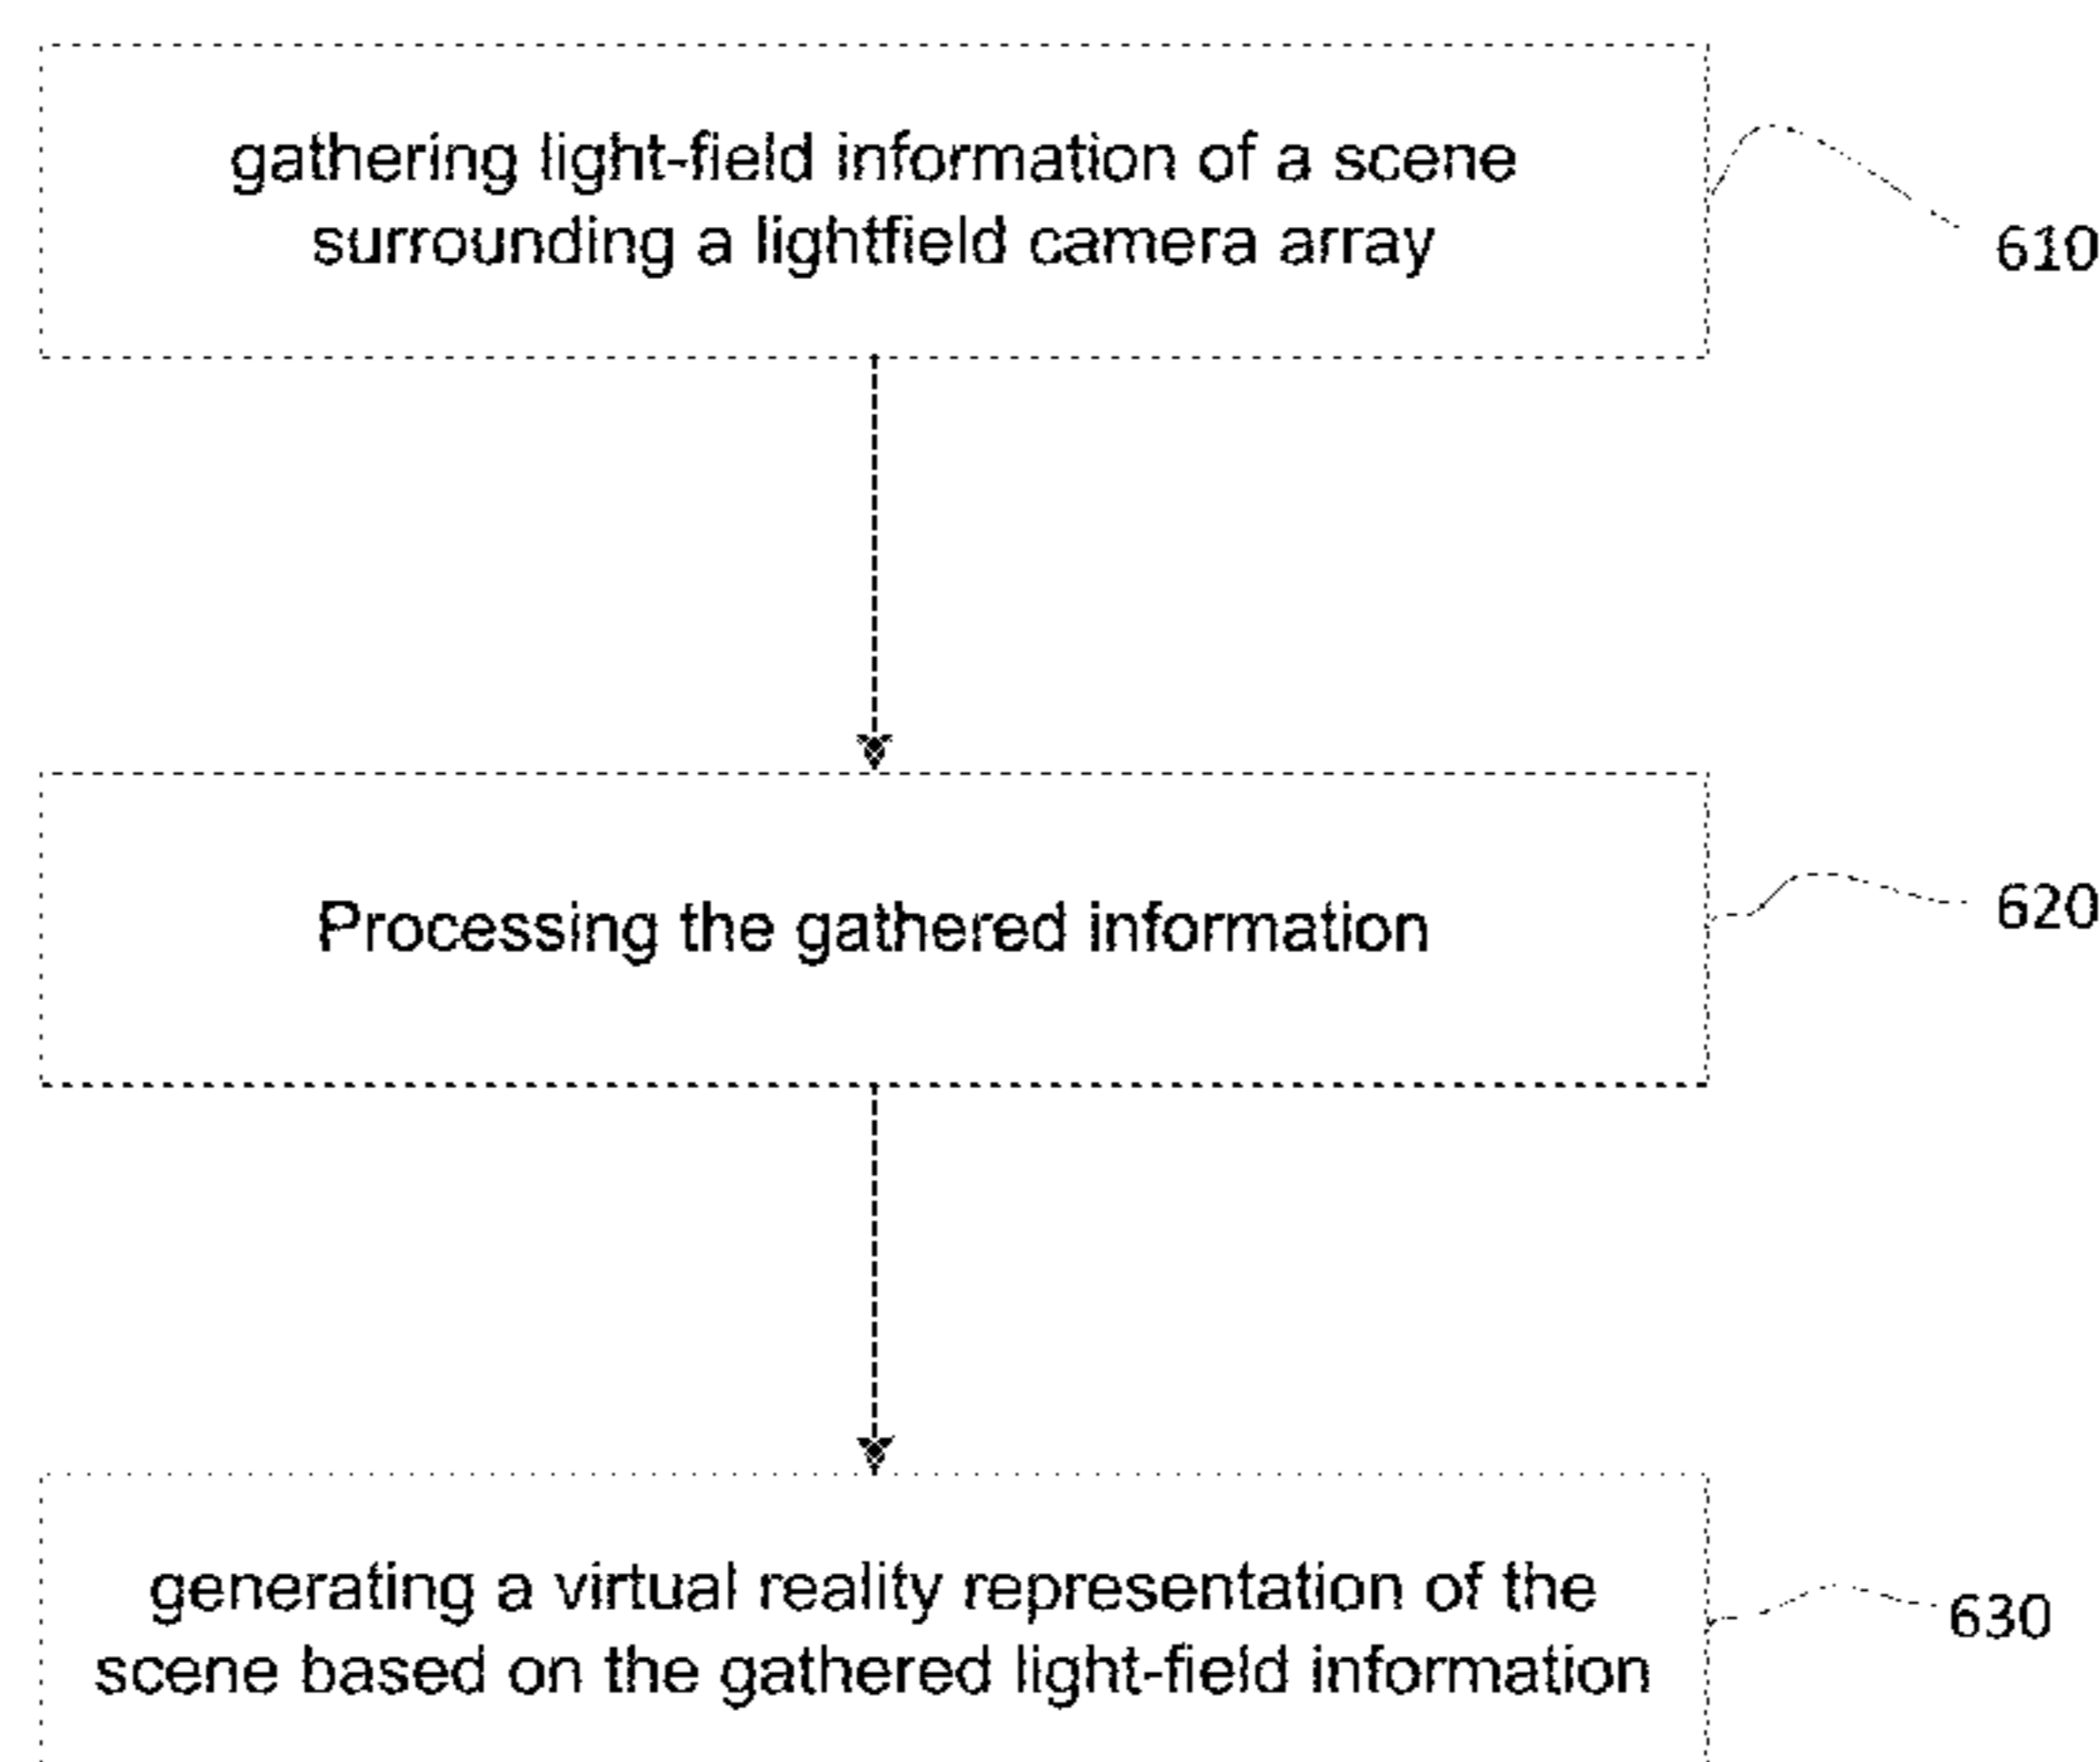 gathering light-field information of a scene
surrounding a lightfield camera array
610
Processing the gathered information
620
generating a virtual reality representation of the
scene based on the gathered light-field information
630